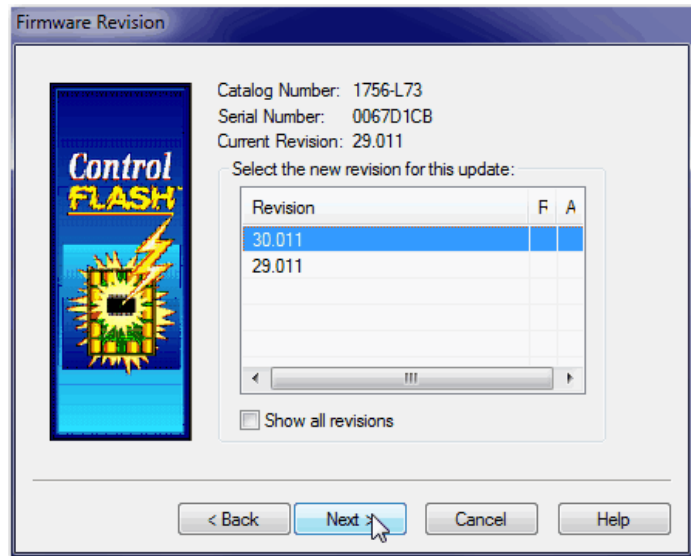 Firmware Revision
Catalog Number: 1756-L73
Serial Number: 0067D1CB
Current Revision: 29.011
Control
FLASH
Select the new revision for this update:
Revision F A
30.011
29.011
Show all revisions
< Back Next > Cancel Help